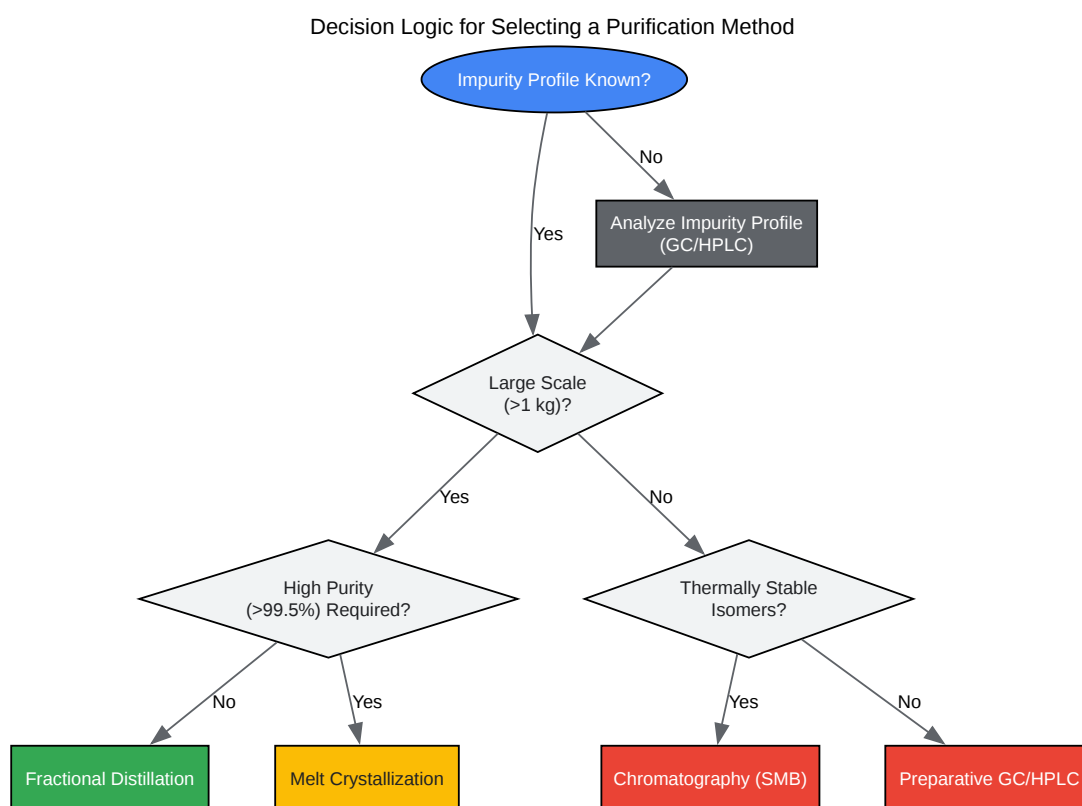 Decision Logic for Selecting a Purification Method
Impurity Profile Known?
No
Analyze Impurity Profile
(GC/HPLC)
Yes
Large Scale
(>1 kg)?
Yes
No
High Purity
(>99.5%) Required?
Thermally Stable
Isomers?
No
Yes
Yes
No
Fractional Distillation
Melt Crystallization
Chromatography (SMB)
Preparative GC/HPLC